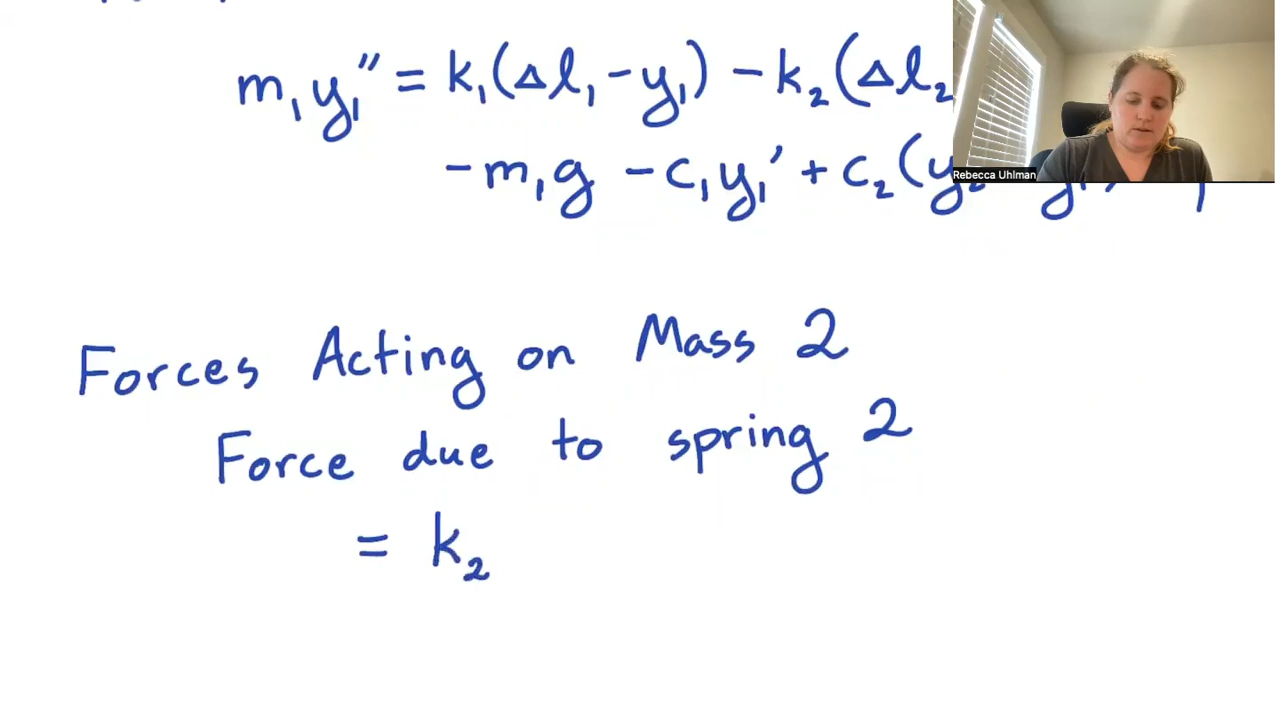 m₁y₁″ = k₁(Δl₁ - y₁) - k₂(Δl₂
- m₁g - c₁y₁′ + c₂(y₂
Rebecca Uhlman
Forces Acting on Mass 2
Force due to spring 2
= k₂